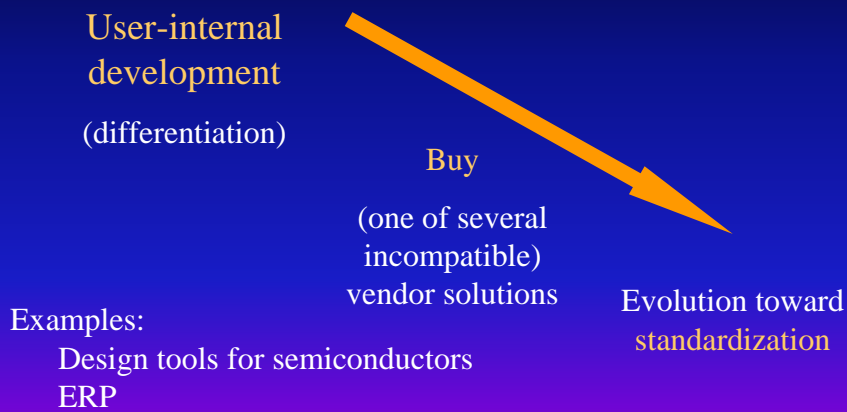 User-internal
development
(differentiation)
Buy
(one of several
incompatible)
vendor solutions
Evolution toward
standardization
Examples:
Design tools for semiconductors
ERP